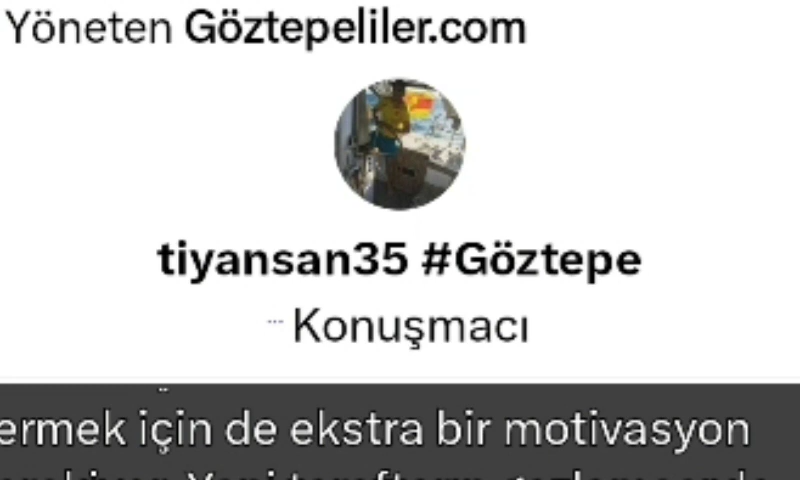 Yöneten Göztepeliler.com
tiyansan35 #Göztepe
Konuşmacı
ermek için de ekstra bir motivasyon